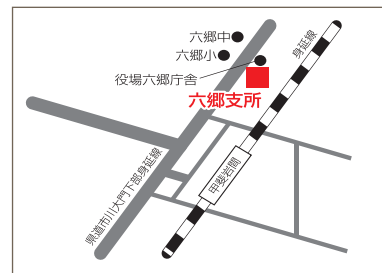 六郷中
六郷小
役場六郷庁舎
六郷支所
身延線
甲斐岩間
県道市川大門下部身延線